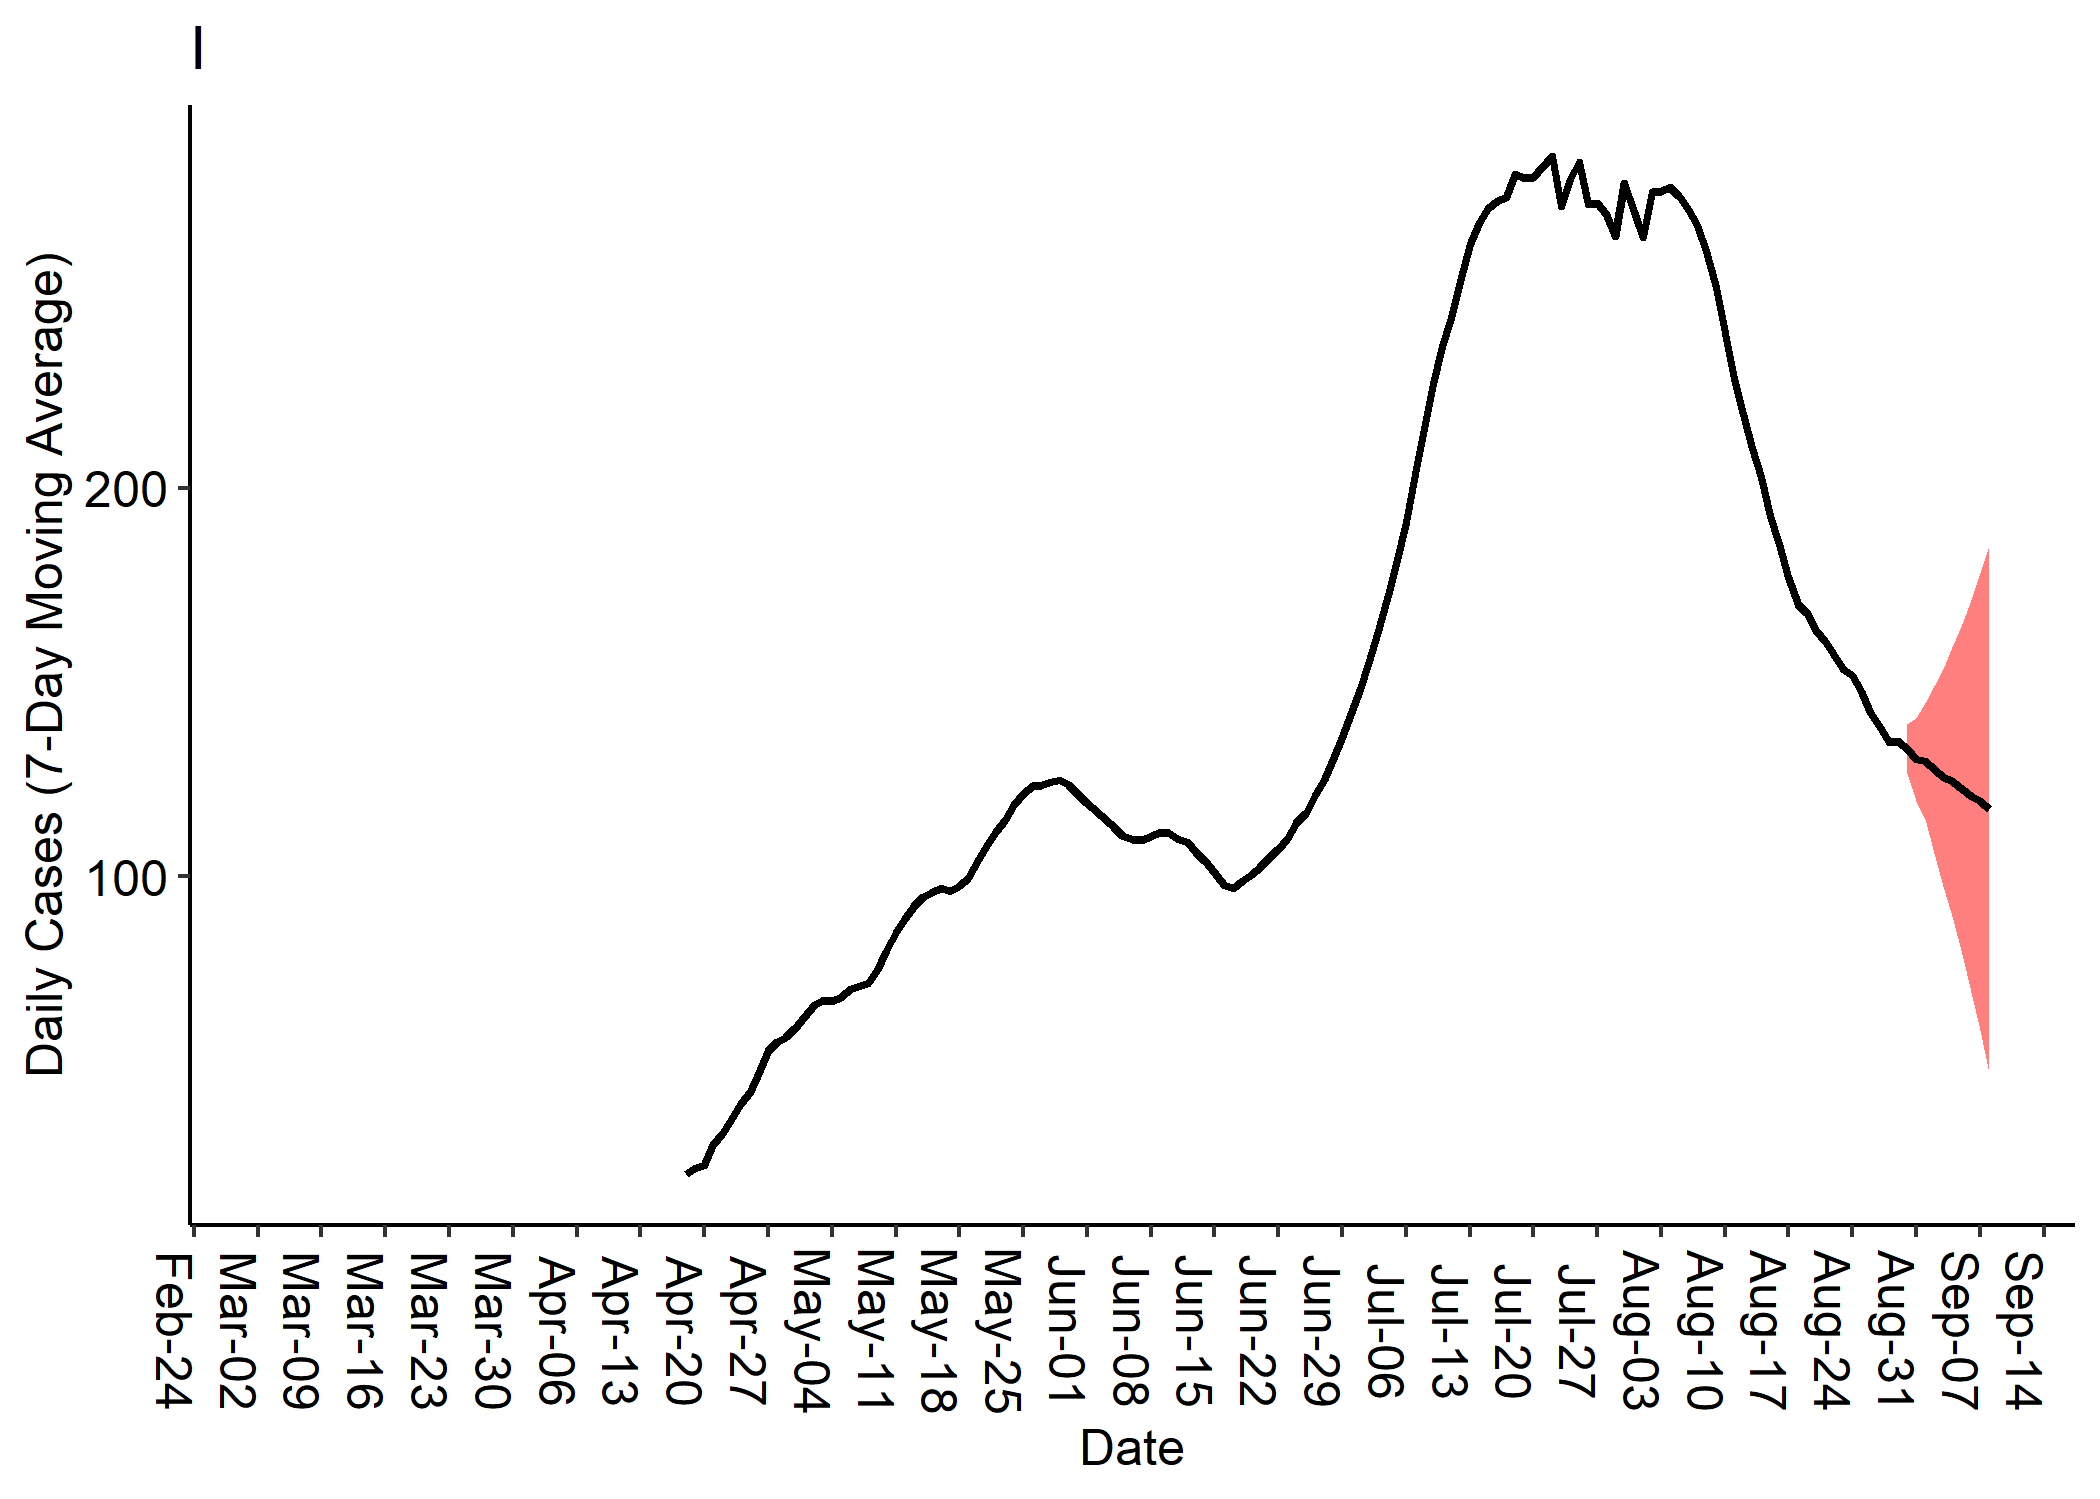 I
Daily Cases (7-Day Moving Average)
200
100
Feb-24
Mar-02
Mar-09
Mar-16
Mar-23
Mar-30
Apr-06
Apr-13
Apr-20
Apr-27
May-04
May-11
May-18
May-25
Jun-01
Jun-08
Jun-15
Jun-22
Jun-29
Jul-06
Jul-13
Jul-20
Jul-27
Aug-03
Aug-10
Aug-17
Aug-24
Aug-31
Sep-07
Sep-14
Date